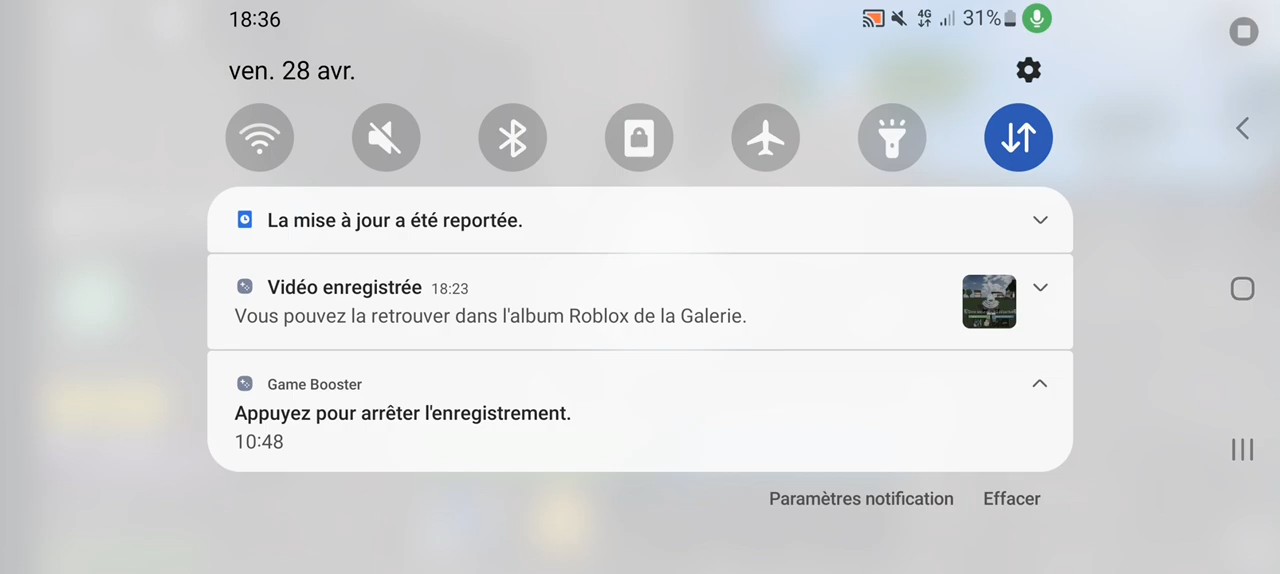 18:36
4G 31%
ven. 28 avr.
La mise à jour a été reportée.
Vidéo enregistrée 18:23
Vous pouvez la retrouver dans l'album Roblox de la Galerie.
Game Booster
Appuyez pour arrêter l'enregistrement.
10:48
Paramètres notification Effacer